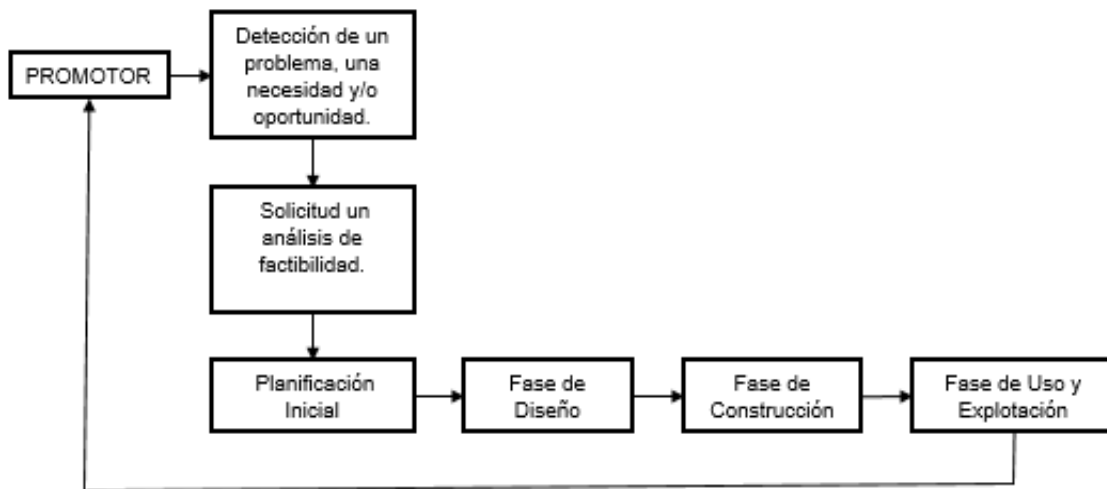 PROMOTOR
Detección de un
problema, una
necesidad y/o
oportunidad.
Solicitud un
análisis de
factibilidad.
Planificación
Inicial
Fase de
Diseño
Fase de
Construcción
Fase de Uso y
Explotación